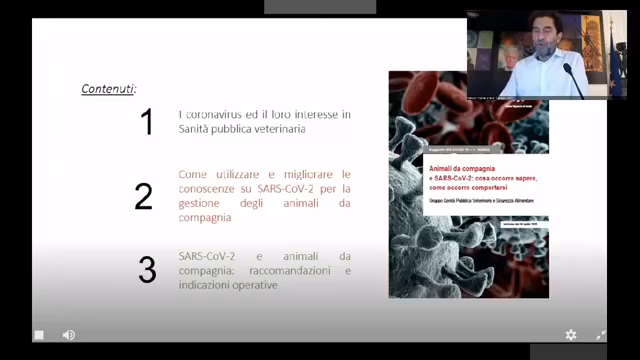 Contenuti:
1
I coronavirus ed il loro interesse in
Sanità pubblica veterinaria
2
Come utilizzare e migliorare le
conoscenze su SARS-CoV-2 per la
gestione degli animali da
compagnia
3
SARS-CoV-2 e animali da
compagnia: raccomandazioni e
indicazioni operative
Animali da compagnia
e SARS-CoV-2: cosa occorre sapere,
come occorre comportarsi
Gruppo Sanità Pubblica Veterinaria e Sicurezza Alimentare